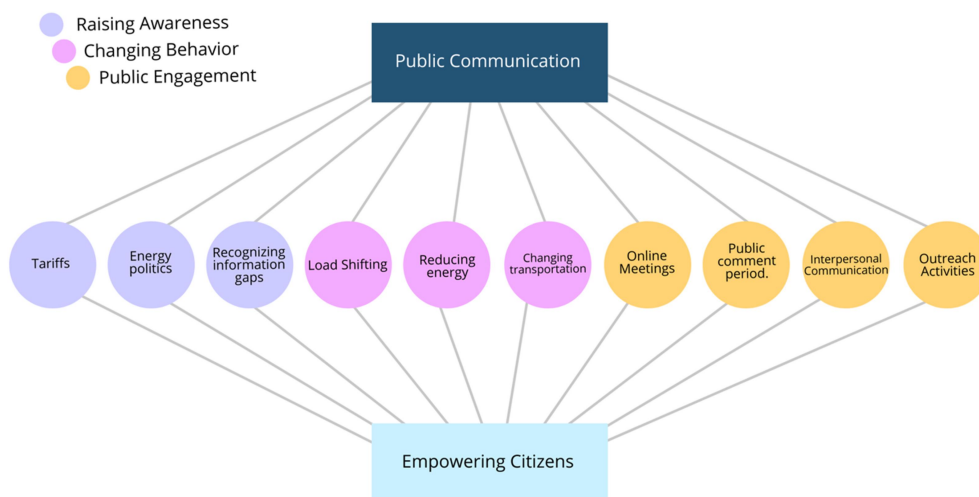 Raising Awareness
Changing Behavior
Public Engagement
Public Communication
Tariffs
Energy
politics
Recognizing
information
gaps
Load Shifting
Reducing
energy
Changing
transportation
Online
Meetings
Public
comment
period.
Interpersonal
Communication
Outreach
Activities
Empowering Citizens